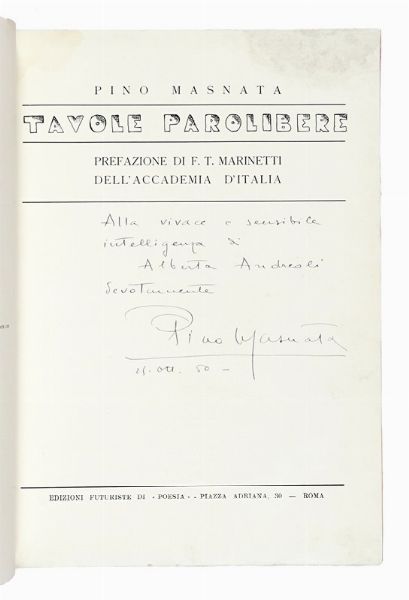 PINO MASNATA
TAVOLE PAROLIBERE
PREFAZIONE DI F. T. MARINETTI
DELL'ACCADEMIA D'ITALIA
Alla vivace e sensibile
intelligenza di
Alberta Andreoli
devotamente
Pino Masnata
ott. 50 -
EDIZIONI FUTURISTE DI « POESIA » - PIAZZA ADRIANA, 30 — ROMA